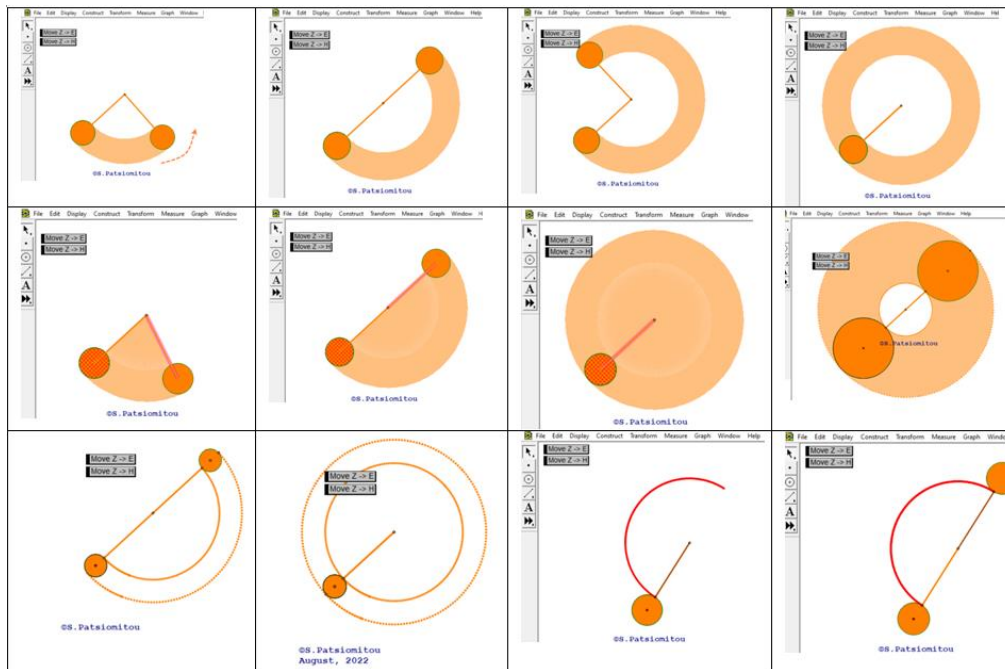 File Edit Display Construct Transform Measure Graph Window
Move Z -> E
Move Z -> H
A
©S.Patsiomitou
File Edit Display Construct Transform Measure Graph Window Help
Move Z -> E
Move Z -> H
A
©S.Patsiomitou
File Edit Display Construct Transform Measure Graph Window Help
Move Z -> E
Move Z -> H
A
©S.Patsiomitou
File Edit Display Construct Transform Measure Graph Window Help
Move Z -> E
Move Z -> H
A
©S.Patsiomitou
File Edit Display Construct Transform Measure Graph Window
Move Z -> E
Move Z -> H
A
©S.Patsiomitou
File Edit Display Construct Transform Measure Graph Window H
Move Z -> E
Move Z -> H
A
©S.Patsiomitou
File Edit Display Construct Transform Measure Graph Window Help
Move Z -> E
Move Z -> H
A
©S.Patsiomitou
File Edit Display Construct Transform Measure Graph Window Help
Move Z -> E
Move Z -> H
A
©S.Patsiomitou
Move Z -> E
Move Z -> H
©S.Patsiomitou
Move Z -> E
Move Z -> H
©S.Patsiomitou
August, 2022
File Edit Display Construct Transform Measure Graph Window Help
Move Z -> E
Move Z -> H
A
©S.Patsiomitou
File Edit Display Construct Transform Measure Graph Window
Move Z -> E
Move Z -> H
A
©S.Patsiomitou